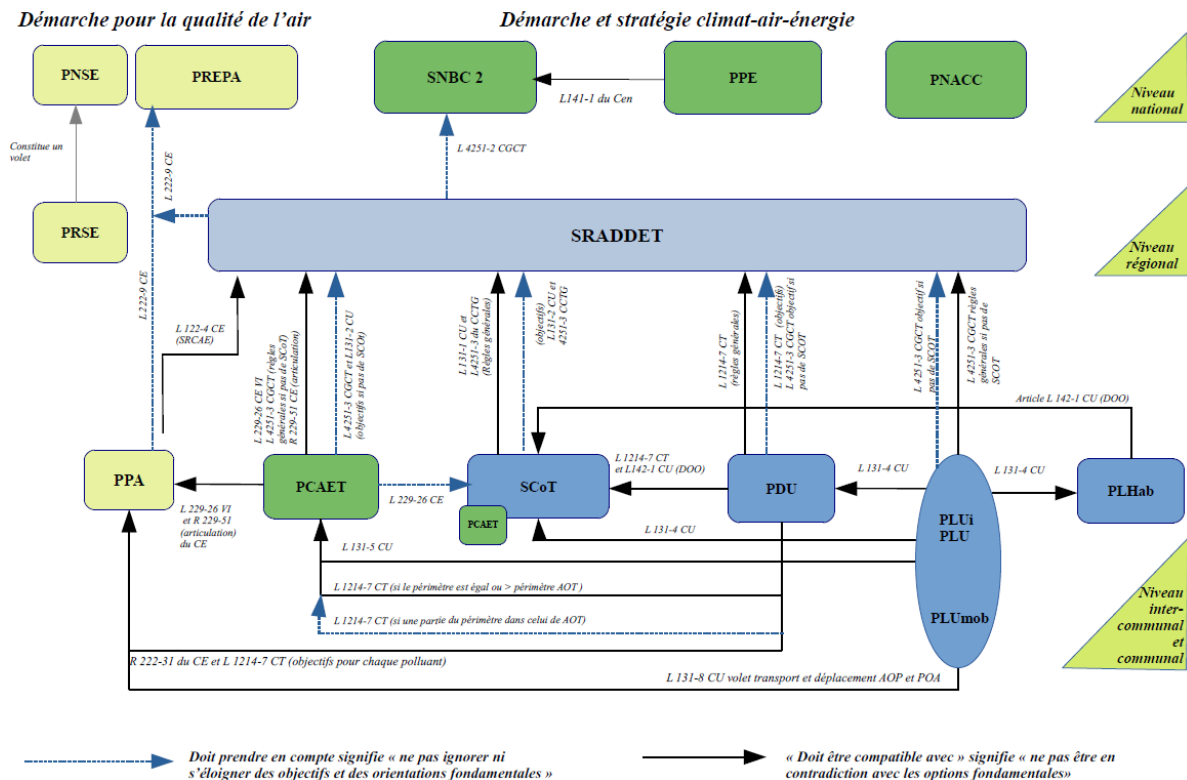 Démarche pour la qualité de l'air
Démarche et stratégie climat-air-énergie
PNSE
PREPA
SNBC 2
PPE
PNACC
Niveau
national
L141-1 du Cen
Constitue un
volet
L 222-9 CE
L 4251-2 CGCT
PRSE
SRADDET
Niveau
régional
L 222-9 CE
L 122-4 CE
(SRCAE)
L 229-26 CE VI
L 4251-3 CGCT (règles
générales si pas de SCoT)
R 229-51 CE (articulation)
L 4251-3 CGCT et L131-2 CU
(objectifs si pas de SCOt)
L 131-1 CU et
L4251-3 du CCTG
(Règles générales)
(objectifs)
L 131-2 CU et
4251-3 CCTG
L 1214-7 CT
(règles générales)
L 1214-7 CT (objectifs)
L 4251-3 CGCT objectif si
pas de SCOT
L 4251-3 CGCT objectif si
pas de SCOT
L 4251-3 CGCT règles
générales si pas de
SCOT
Article L 142-1 CU (DOO)
PPA
PCAET
SCoT
PDU
PLHab
L 1214-7 CT
et L142-1 CU (DOO)
L 131-4 CU
L 131-4 CU
L 229-26 CE
L 229-26 VI
et R 229-51
(articulation)
du CE
PCAET
L 131-4 CU
PLUi
PLU
L 131-5 CU
L 1214-7 CT (si le périmètre est égal ou > périmètre AOT )
L 1214-7 CT (si une partie du périmètre dans celui de AOT)
PLUmob
Niveau
inter-
communal
et
communal
R 222-31 du CE et L 1214-7 CT (objectifs pour chaque polluant)
L 131-8 CU volet transport et déplacement AOP et POA
Doit prendre en compte signifie « ne pas ignorer ni
s'éloigner des objectifs et des orientations fondamentales »
« Doit être compatible avec » signifie « ne pas être en
contradiction avec les options fondamentales»